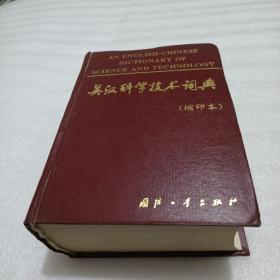 AN ENGLISH-CHINESE
DICTIONARY OF
SCIENCE AND TECHNOLOGY
英汉科学技术词典
(缩印本)
国防工业出版社